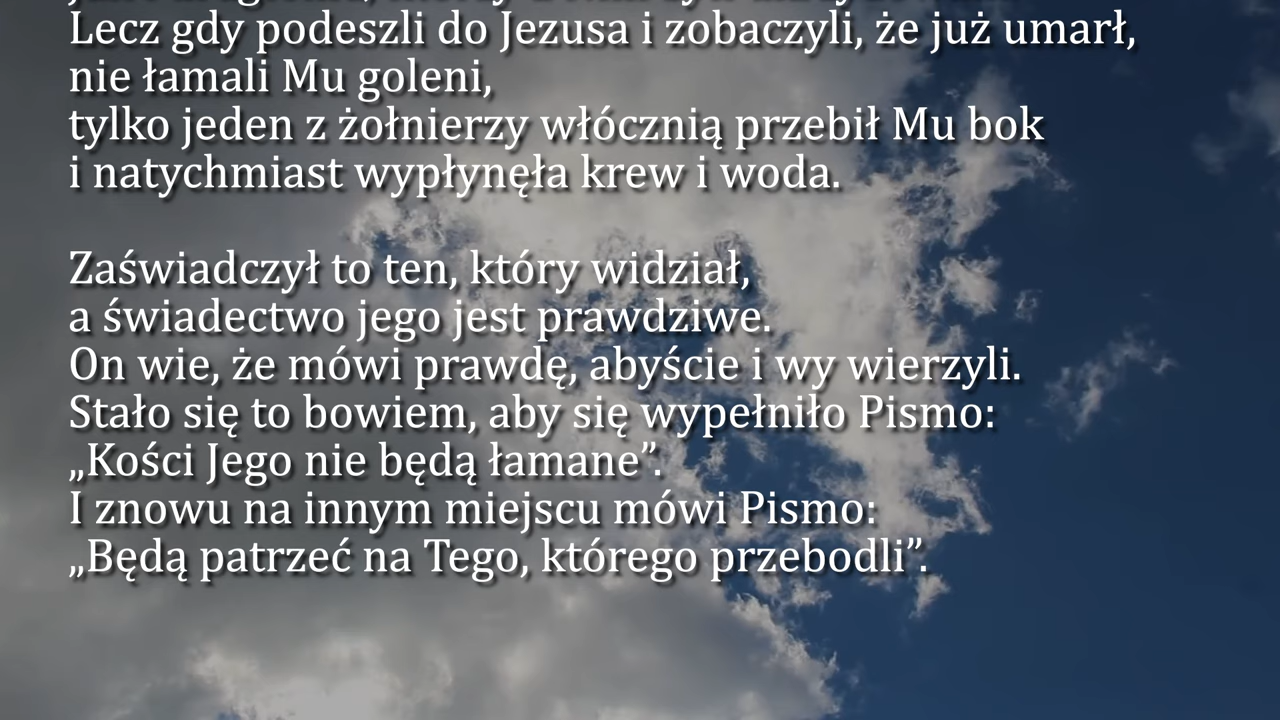 Lecz gdy podeszli do Jezusa i zobaczyli, że już umarł,
nie łamali Mu goleni,
tylko jeden z żołnierzy włócznią przebił Mu bok
i natychmiast wypłynęła krew i woda.
Zaświadczył to ten, który widział,
a świadectwo jego jest prawdziwe.
On wie, że mówi prawdę, abyście i wy wierzyli.
Stało się to bowiem, aby się wypełniło Pismo:
„Kości Jego nie będą łamane”.
I znowu na innym miejscu mówi Pismo:
„Będą patrzeć na Tego, którego przebodli”.